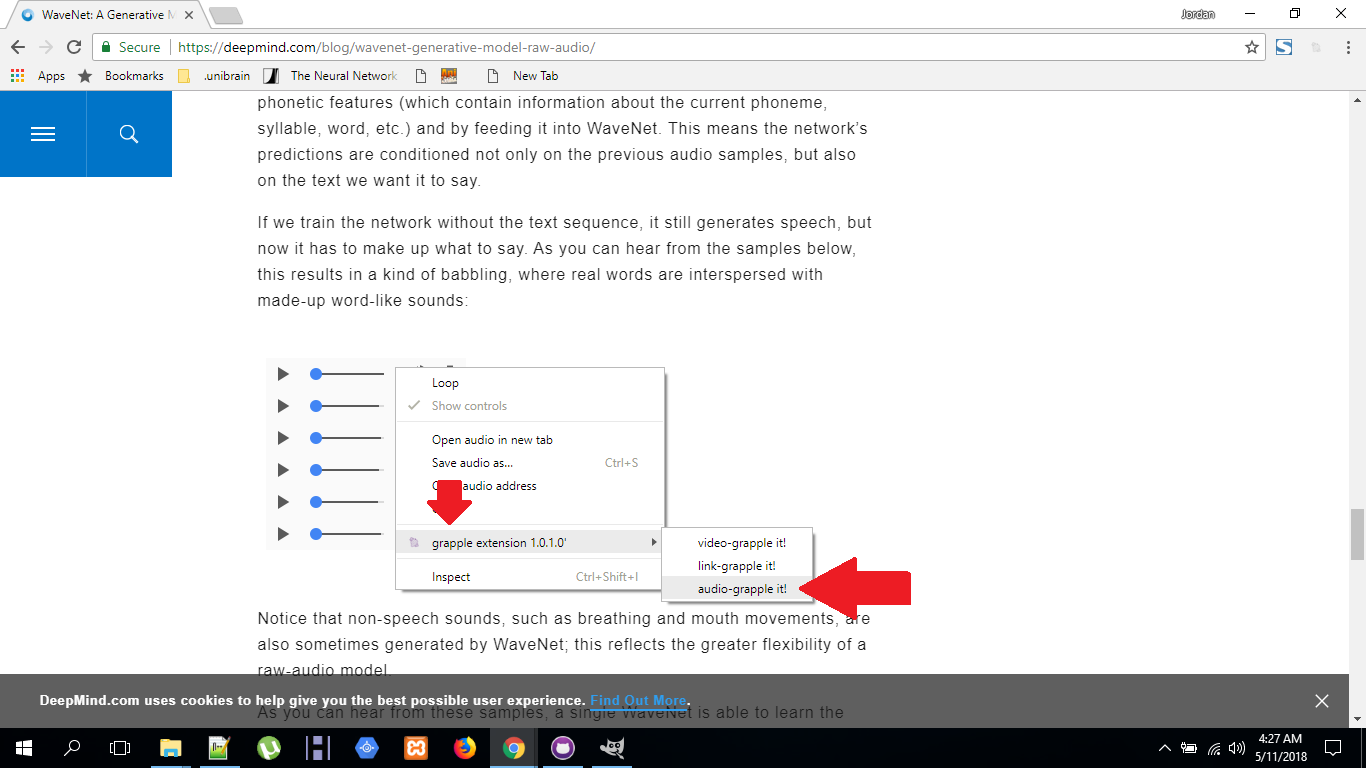 WaveNet: A Generative M
Jordan
Secure
https://deepmind.com/blog/wavenet-generative-model-raw-audio/
Apps
Bookmarks
.unibrain
The Neural Network
New Tab
phonetic features (which contain information about the current phoneme,
syllable, word, etc.) and by feeding it into WaveNet. This means the network’s
predictions are conditioned not only on the previous audio samples, but also
on the text we want it to say.
If we train the network without the text sequence, it still generates speech, but
now it has to make up what to say. As you can hear from the samples below,
this results in a kind of babbling, where real words are interspersed with
made-up word-like sounds:
Loop
Show controls
Open audio in new tab
Save audio as... Ctrl+S
audio address
grapple extension 1.0.1.0'
video-grapple it!
link-grapple it!
Inspect Ctrl+Shift+I
audio-grapple it!
Notice that non-speech sounds, such as breathing and mouth movements, are
also sometimes generated by WaveNet; this reflects the greater flexibility of a
raw-audio model.
DeepMind.com uses cookies to help give you the best possible user experience. Find Out More.
As you can hear from these samples, a single WaveNet is able to learn the
4:27 AM
5/11/2018